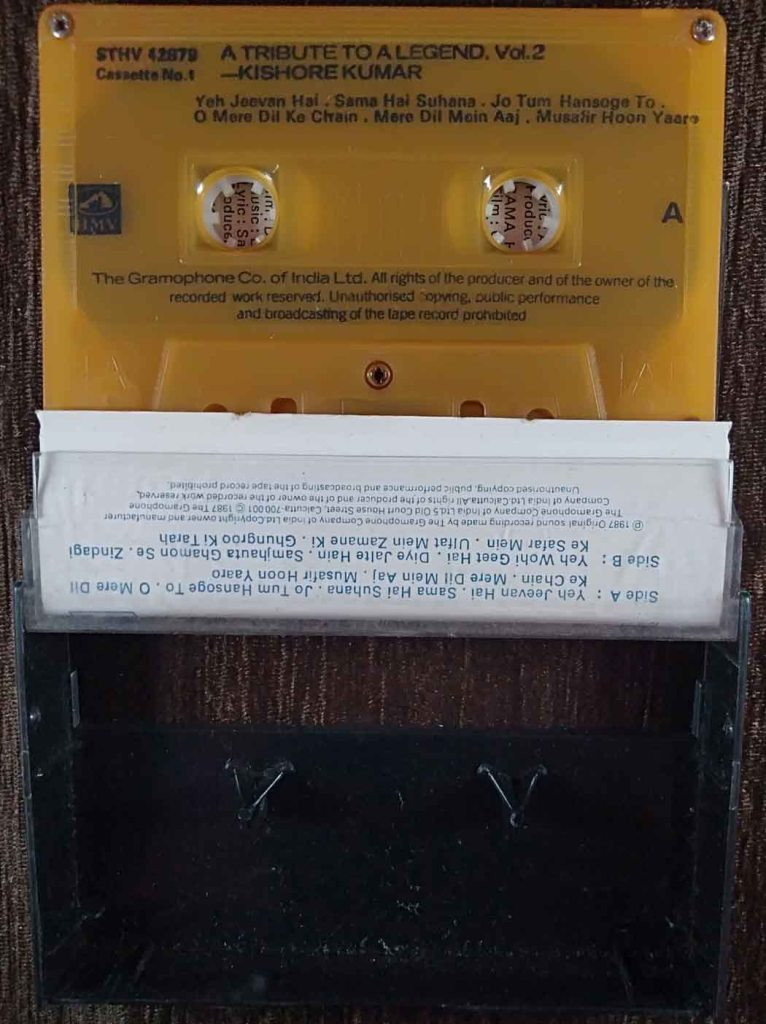 STHV 42879
Cassette No.1
A TRIBUTE TO A LEGEND. Vol.2
—KISHORE KUMAR
Yeh Jeevan Hai . Sama Hai Suhana . Jo Tum Hansoge To .
O Mere Dil Ke Chain . Mere Dil Mein Aaj . Musafir Hoon Yaaro
HMV
A
The Gramophone Co. of India Ltd. All rights of the producer and of the owner of the
recorded work reserved. Unauthorised copying, public performance
and broadcasting of the tape record prohibited
Side A : Yeh Jeevan Hai . Sama Hai Suhana . Jo Tum Hansoge To . O Mere Dil
Ke Chain . Mere Dil Mein Aaj . Musafir Hoon Yaaro
Side B : Yeh Wohi Geet Hai . Diye Jalte Hain . Samjhauta Ghamon Se . Zindagi
Ke Safar Mein . Ulfat Mein Zamane Ki . Ghungroo Ki Tarah
℗ 1987 Original sound recording made by The Gramophone Company of India Ltd.Copyright owner and manufacturer
The Gramophone Company of India Ltd.5 Old Court House Street, Calcutta-700001 © 1987 The Gramophone
Company of India Ltd.Calcutta.All rights of the producer and of the owner of the recorded work reserved,
Unauthorised copying, public performance and broadcasting of the tape record prohibited.